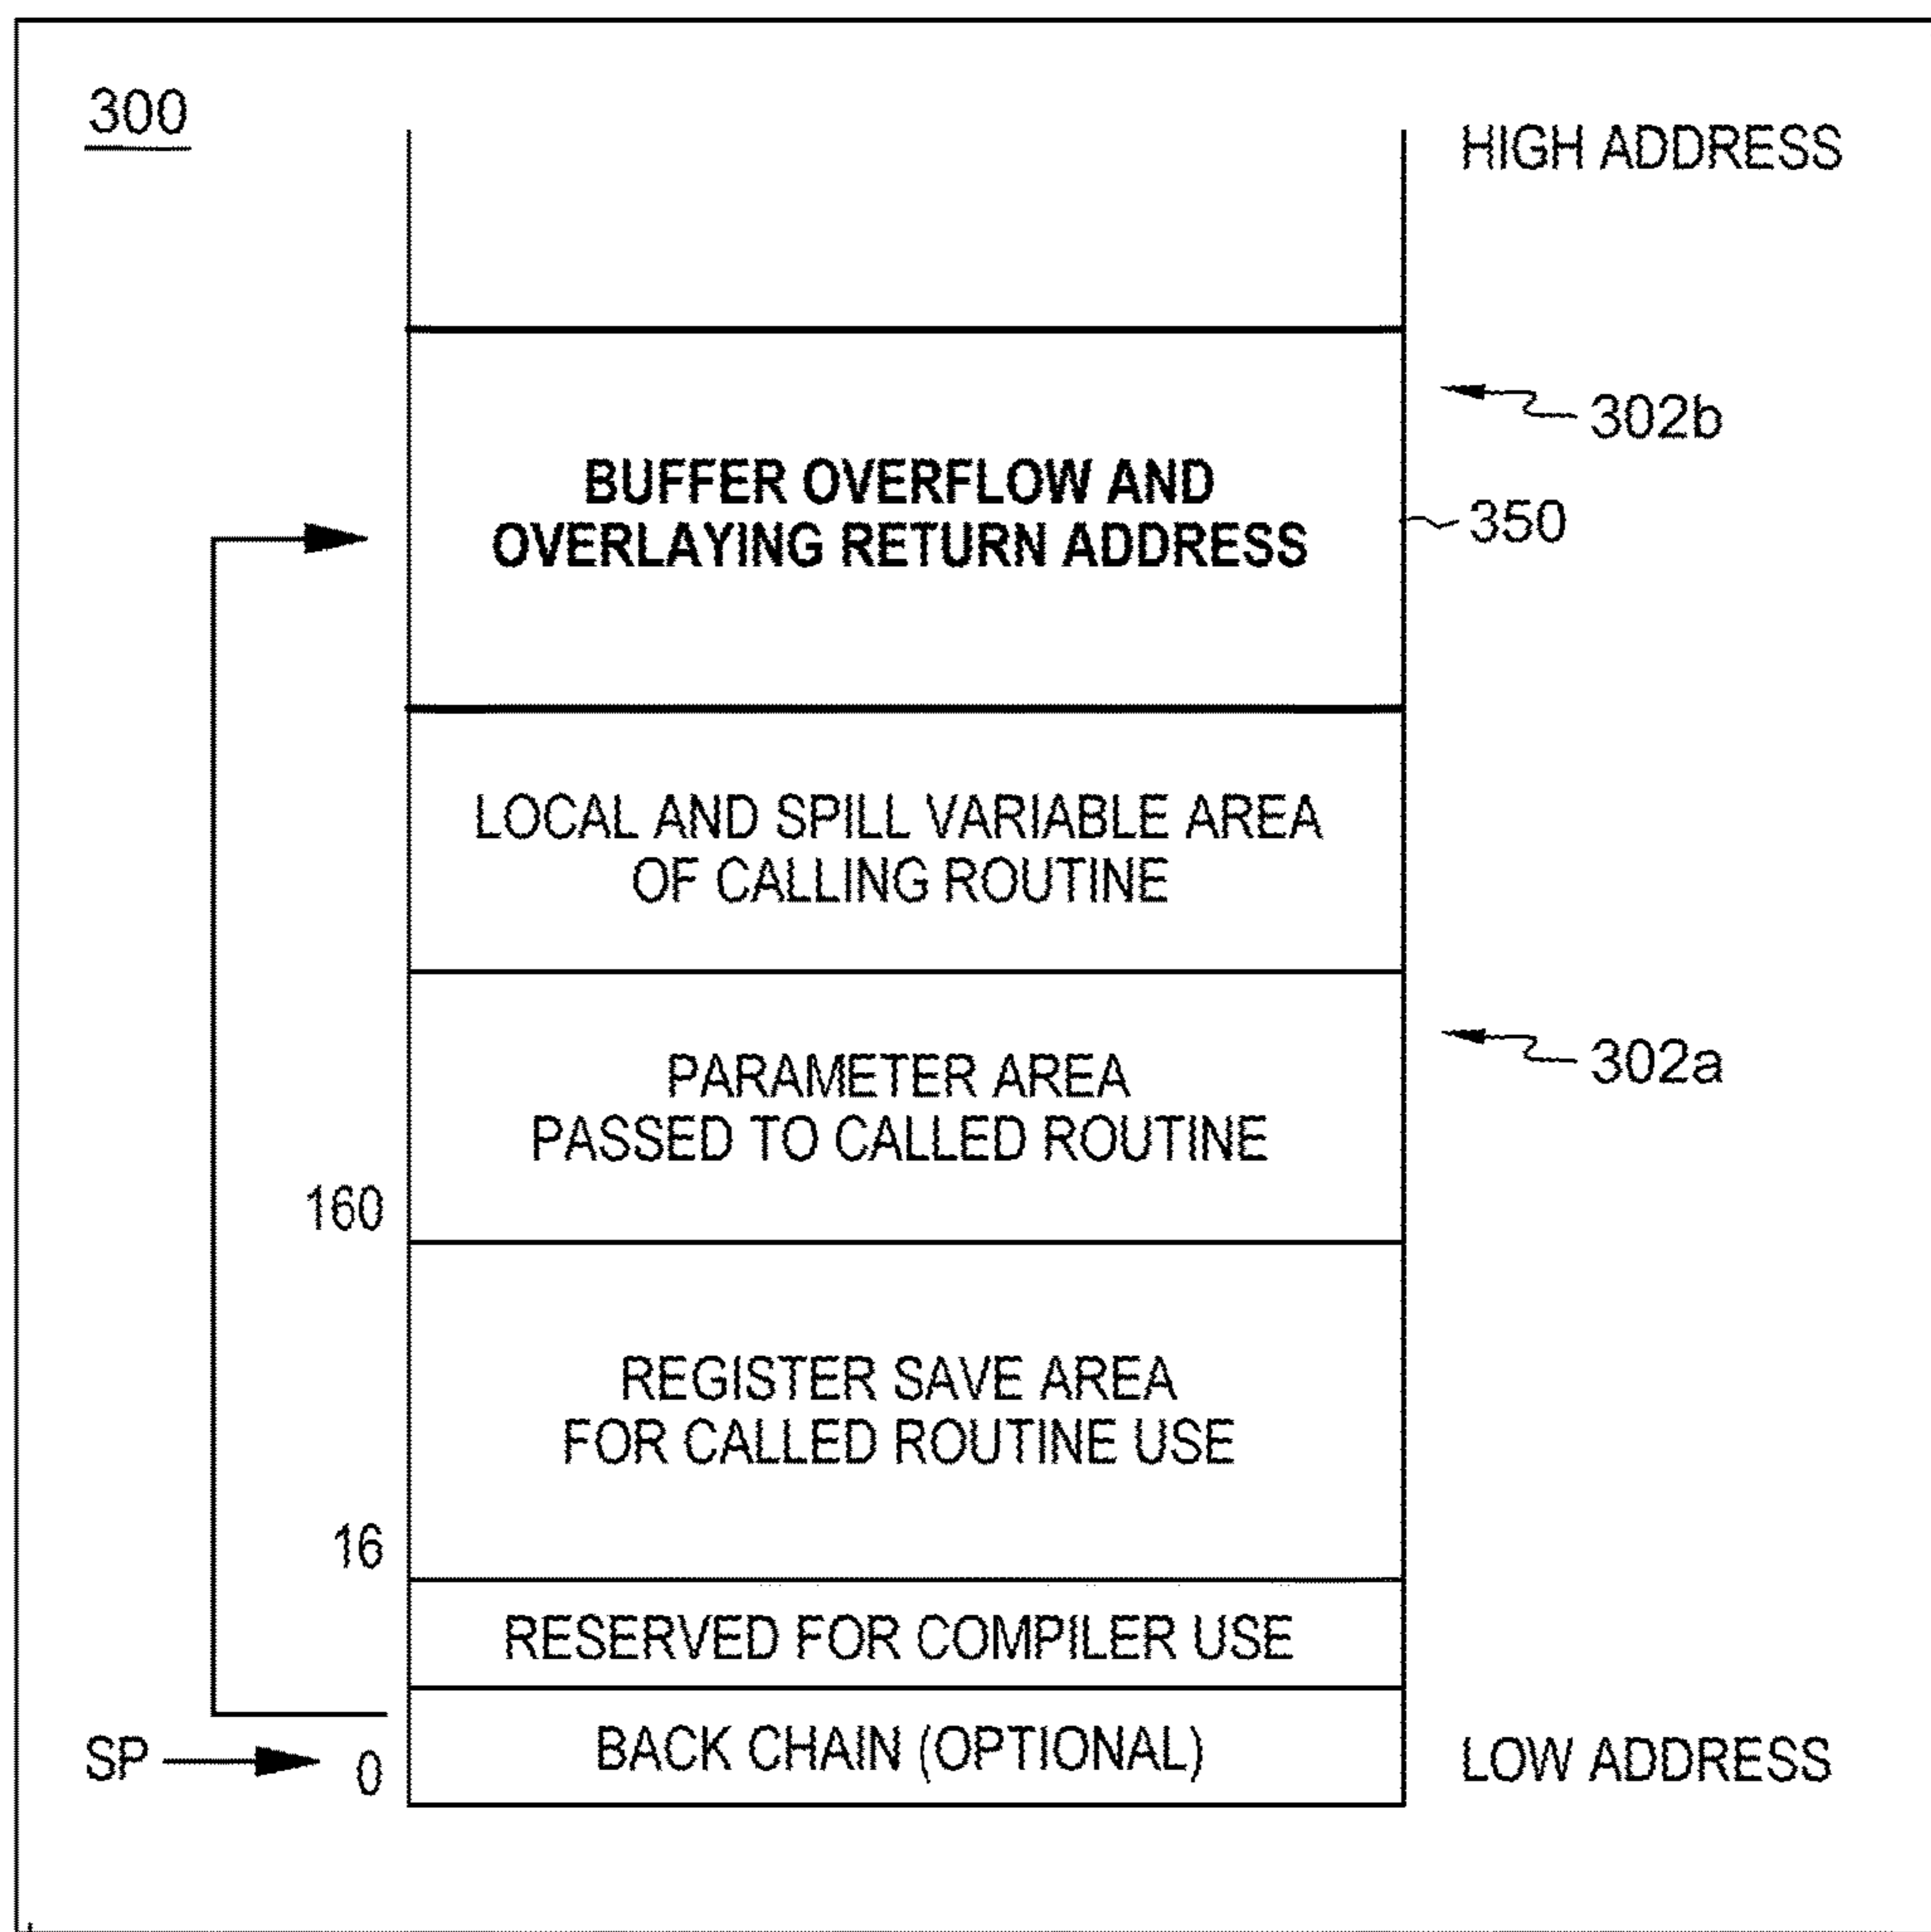 300
HIGH ADDRESS
302b
BUFFER OVERFLOW AND
OVERLAYING RETURN ADDRESS
350
LOCAL AND SPILL VARIABLE AREA
OF CALLING ROUTINE
302a
PARAMETER AREA
PASSED TO CALLED ROUTINE
160
REGISTER SAVE AREA
FOR CALLED ROUTINE USE
16
RESERVED FOR COMPILER USE
SP
0
BACK CHAIN (OPTIONAL)
LOW ADDRESS